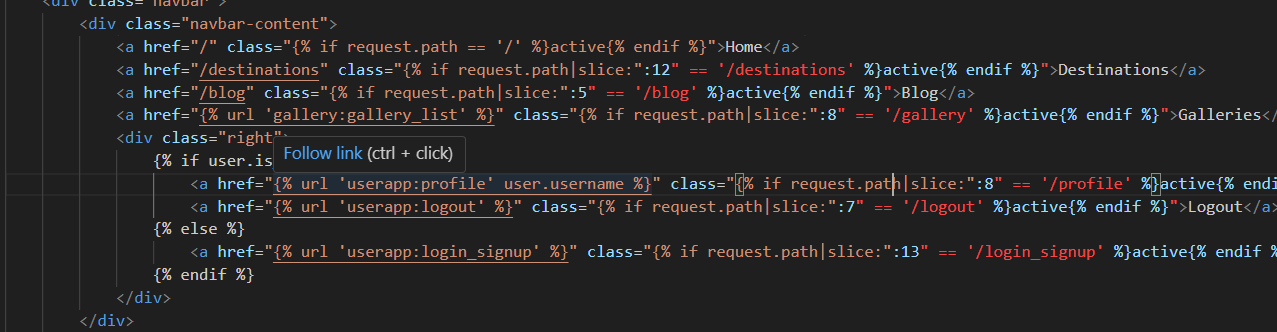 <div class="navbar">
<div class="navbar-content">
<a href="/" class="{% if request.path == '/' %}active{% endif %}">Home</a>
<a href="/destinations" class="{% if request.path|slice:":12" == '/destinations' %}active{% endif %}">Destinations</a>
<a href="/blog" class="{% if request.path|slice:":5" == '/blog' %}active{% endif %}">Blog</a>
<a href="{% url 'gallery:gallery_list' %}" class="{% if request.path|slice:":8" == '/gallery' %}active{% endif %}">Galleries</
<div class="right">
Follow link (ctrl + click)
{% if user.is
<a href="{% url 'userapp:profile' user.username %}" class="{% if request.path|slice:":8" == '/profile' %}active{% endi
<a href="{% url 'userapp:logout' %}" class="{% if request.path|slice:":7" == '/logout' %}active{% endif %}">Logout</a>
{% else %}
<a href="{% url 'userapp:login_signup' %}" class="{% if request.path|slice:":13" == '/login_signup' %}active{% endif %
{% endif %}
</div>
</div>